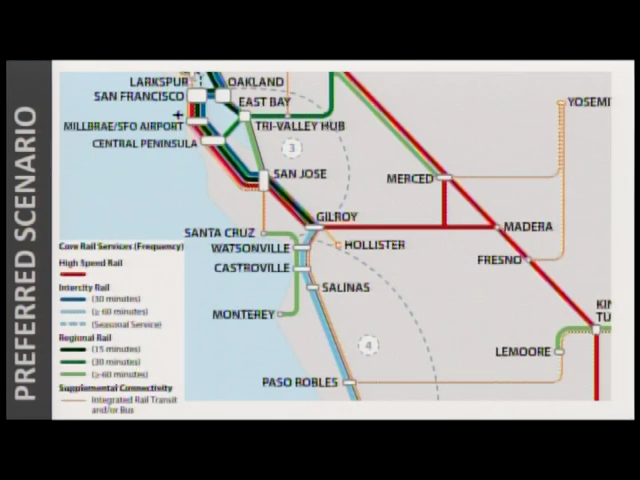 PREFERRED SCENARIO
LARKSPUR
OAKLAND
SAN FRANCISCO
EAST BAY
YOSEMI
MILLBRAE/SFO AIRPORT
TRI-VALLEY HUB
CENTRAL PENINSULA
3
SAN JOSE
MERCED
GILROY
SANTA CRUZ
MADERA
WATSONVILLE
HOLLISTER
FRESNO
CASTROVILLE
SALINAS
MONTEREY
KIN
TU
4
LEMOORE
PASO ROBLES
Core Rail Services (Frequency)
High Speed Rail
Intercity Rail
(30 minutes)
(≥ 60 minutes)
(Seasonal Service)
Regional Rail
(15 minutes)
(30 minutes)
(≥ 60 minutes)
Supplemental Connectivity
Integrated Rail Transit
and/or Bus